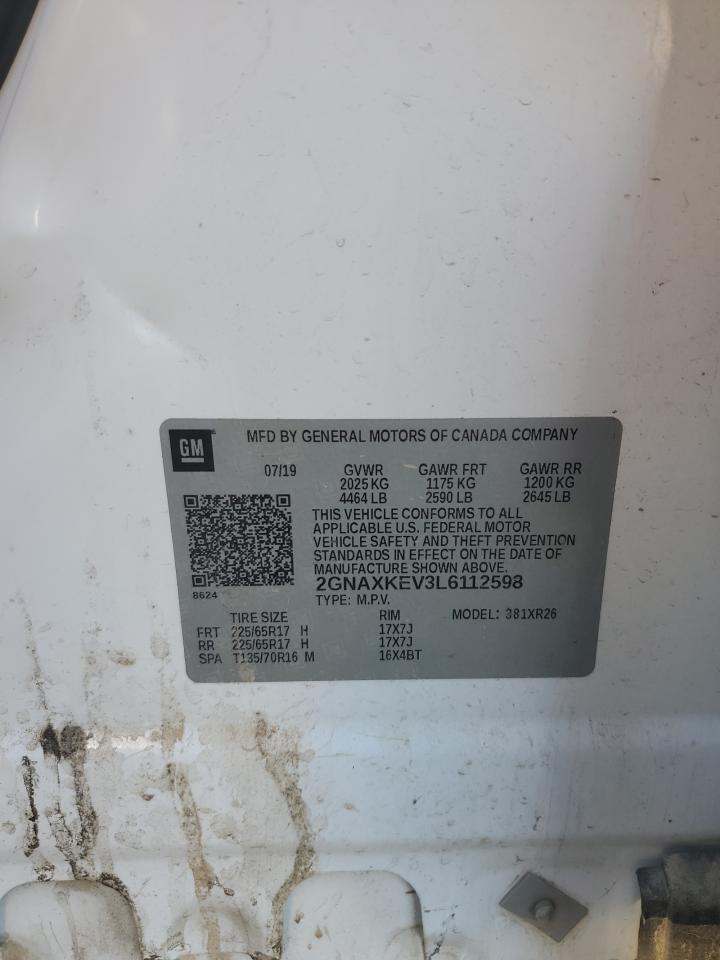 GM
MFD BY GENERAL MOTORS OF CANADA COMPANY
07/19 GVWR GAWR FRT GAWR RR
2025 KG 1175 KG 1200 KG
4464 LB 2590 LB 2645 LB
THIS VEHICLE CONFORMS TO ALL
APPLICABLE U.S. FEDERAL MOTOR
VEHICLE SAFETY AND THEFT PREVENTION
STANDARDS IN EFFECT ON THE DATE OF
MANUFACTURE SHOWN ABOVE.
8624
2GNAXKEV3L6112598
TYPE: M.P.V.
TIRE SIZE RIM MODEL: 381XR26
FRT 225/65R17 H 17X7J
RR 225/65R17 H 17X7J
SPA T135/70R16 M 16X4BT